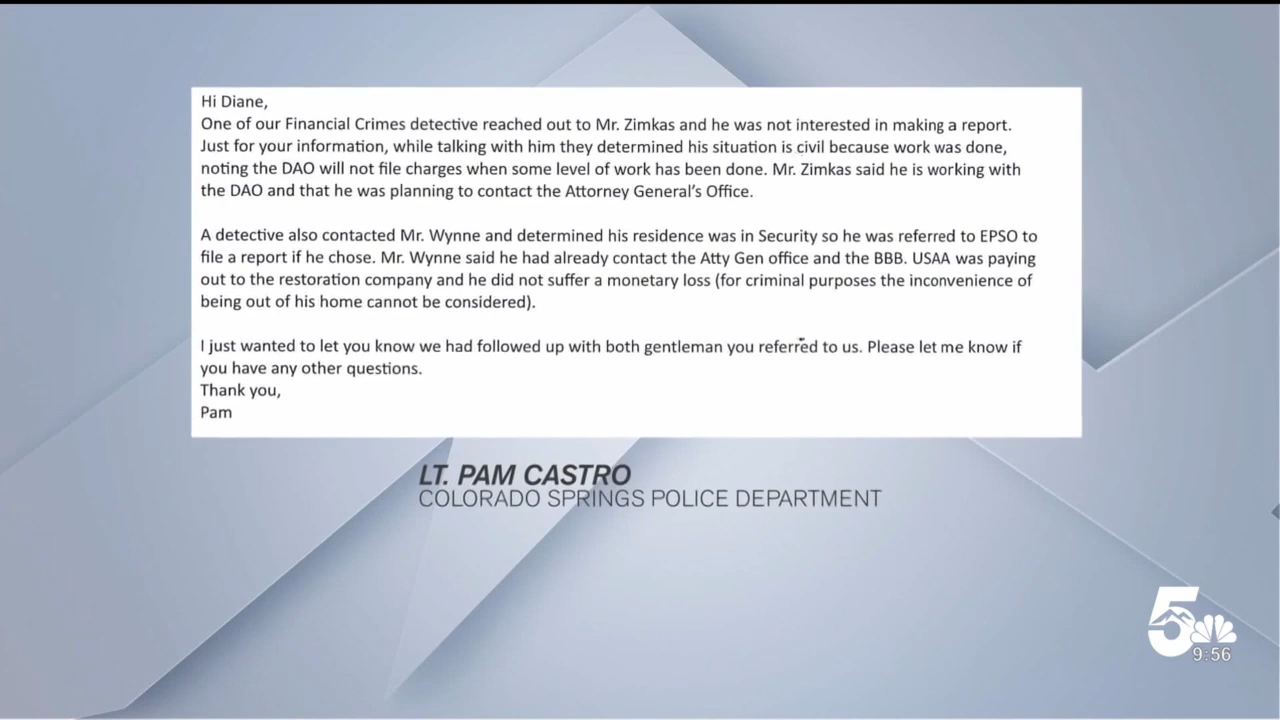 Hi Diane,
One of our Financial Crimes detective reached out to Mr. Zimkas and he was not interested in making a report.
Just for your information, while talking with him they determined his situation is civil because work was done,
noting the DAO will not file charges when some level of work has been done. Mr. Zimkas said he is working with
the DAO and that he was planning to contact the Attorney General's Office.
A detective also contacted Mr. Wynne and determined his residence was in Security so he was referred to EPSO to
file a report if he chose. Mr. Wynne said he had already contact the Atty Gen office and the BBB. USAA was paying
out to the restoration company and he did not suffer a monetary loss (for criminal purposes the inconvenience of
being out of his home cannot be considered).
I just wanted to let you know we had followed up with both gentleman you referred to us. Please let me know if
you have any other questions.
Thank you,
Pam
LT. PAM CASTRO
COLORADO SPRINGS POLICE DEPARTMENT
5
9:56